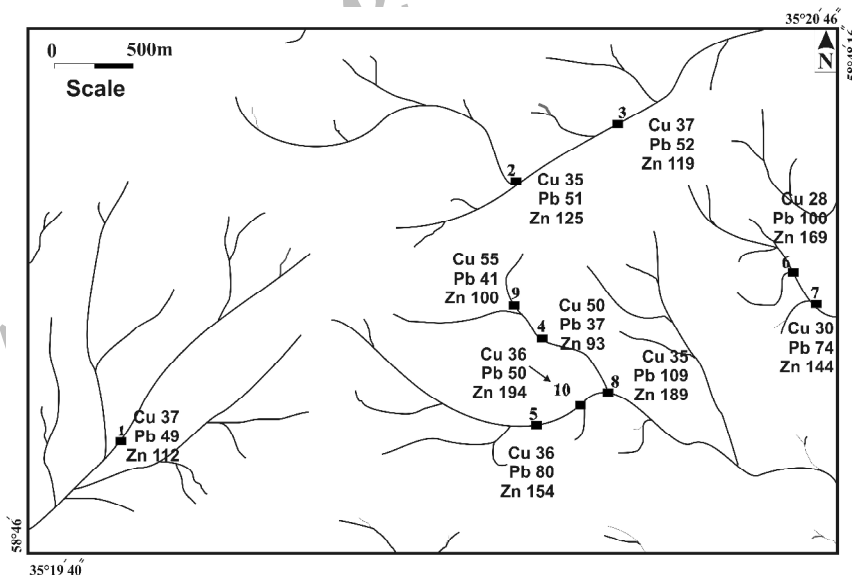 35°20´46˝
58°48´16˝
0 500m
Scale
N
3
Cu 37
Pb 52
Zn 119
2
Cu 35
Pb 51
Zn 125
Cu 28
Pb 100
Zn 169
6
7
Cu 30
Pb 74
Zn 144
Cu 55
Pb 41
Zn 100
9
Cu 50
Pb 37
Zn 93
4
Cu 36
Pb 50
Zn 194
10
8
Cu 35
Pb 109
Zn 189
5
Cu 36
Pb 80
Zn 154
1
Cu 37
Pb 49
Zn 112
58°46´
35°19´40˝